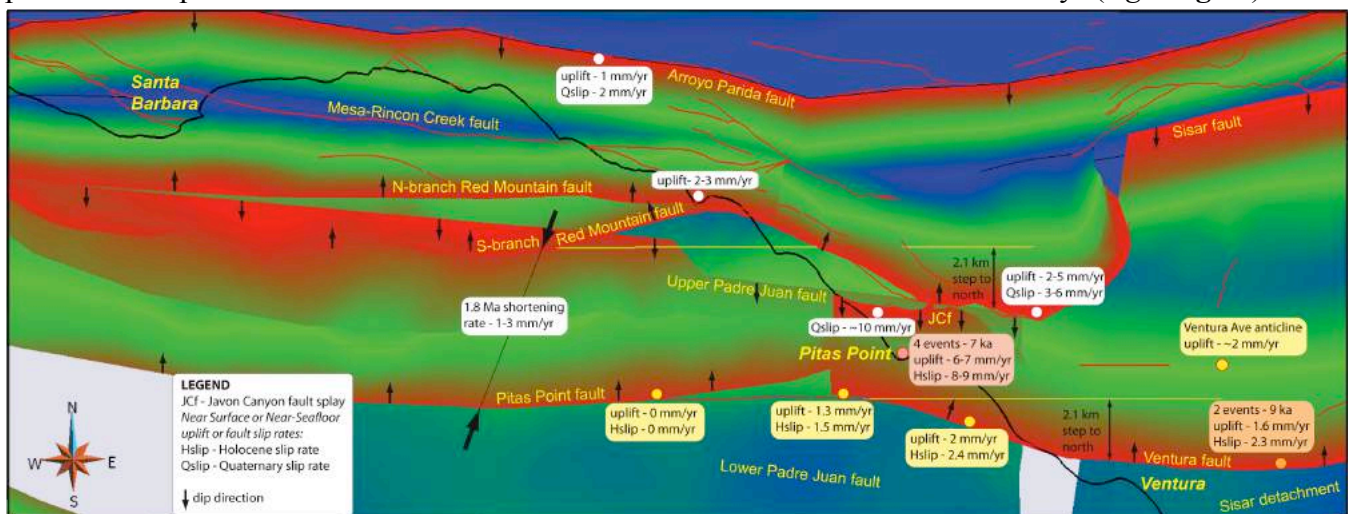 Santa
Barbara
uplift - 1 mm/yr
Qslip - 2 mm/yr
Arroyo Parida fault
Mesa-Rincon Creek fault
Sisar fault
N-branch Red Mountain fault
uplift- 2-3 mm/yr
S-branch Red Mountain fault
2.1 km
step to
north
uplift - 2-5 mm/yr
Qslip - 3-6 mm/yr
Upper Padre Juan fault
1.8 Ma shortening
rate - 1-3 mm/yr
Qslip - ~10 mm/yr
JCf
Pitas Point
4 events - 7 ka
uplift - 6-7 mm/yr
Hslip - 8-9 mm/yr
Ventura Ave anticline
uplift - ~2 mm/yr
Pitas Point fault
uplift - 0 mm/yr
Hslip - 0 mm/yr
uplift - 1.3 mm/yr
Hslip - 1.5 mm/yr
uplift - 2 mm/yr
Hslip - 2.4 mm/yr
2.1 km
step to
north
2 events - 9 ka
uplift - 1.6 mm/yr
Hslip - 2.3 mm/yr
Lower Padre Juan fault
Ventura fault
Ventura
Sisar detachment
N
W E
S
LEGEND
JCf - Javon Canyon fault splay
Near Surface or Near-Seafloor
uplift or fault slip rates:
Hslip - Holocene slip rate
Qslip - Quaternary slip rate
dip direction